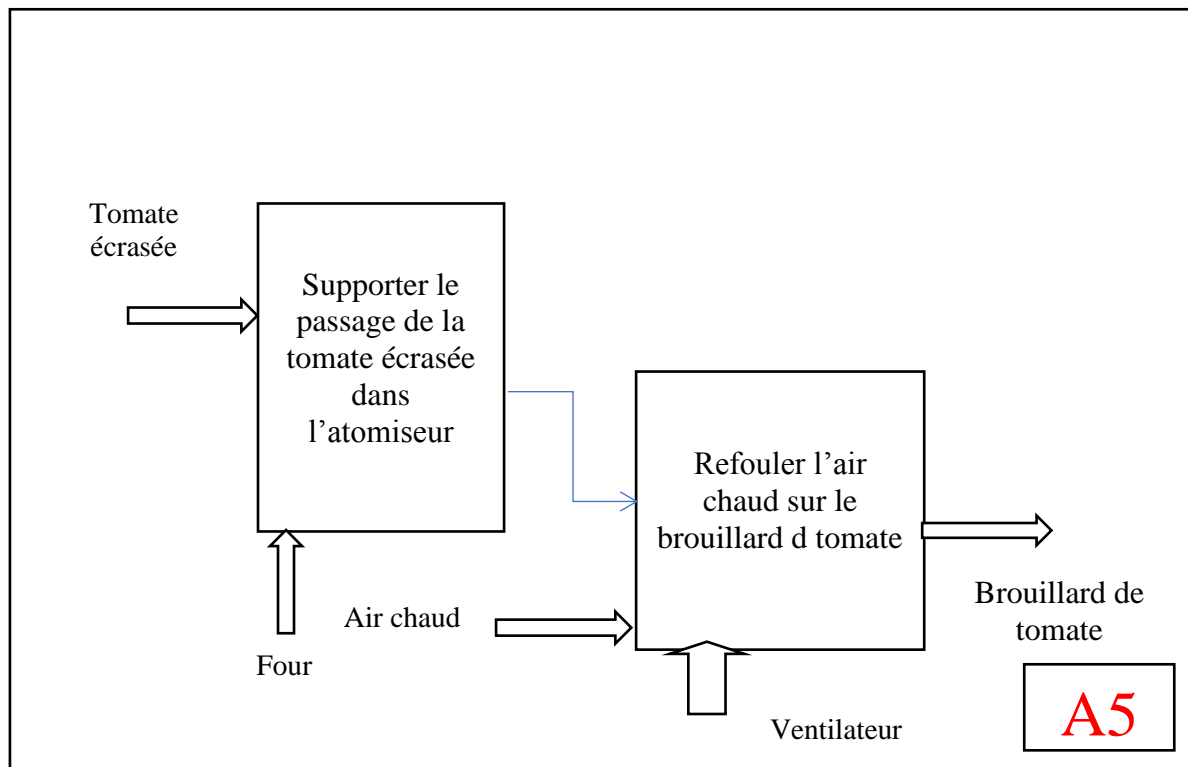 Tomate
écrasée
Supporter le
passage de la
tomate écrasée
dans
l’atomiseur
Refouler l’air
chaud sur le
brouillard d tomate
Air chaud
Four
Brouillard de
tomate
Ventilateur
A5